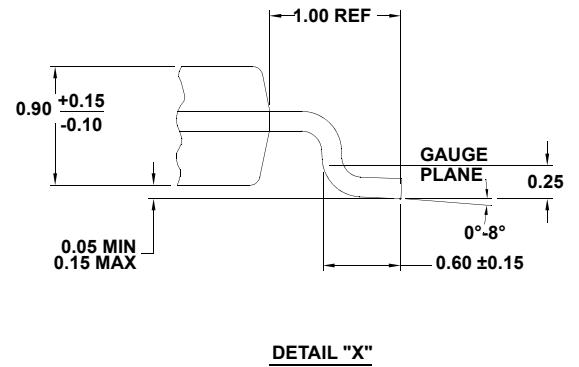 1.00 REF
0.90 +0.15
-0.10
GAUGE
PLANE
0.25
0°-8°
0.05 MIN
0.15 MAX
0.60 ±0.15
DETAIL "X"